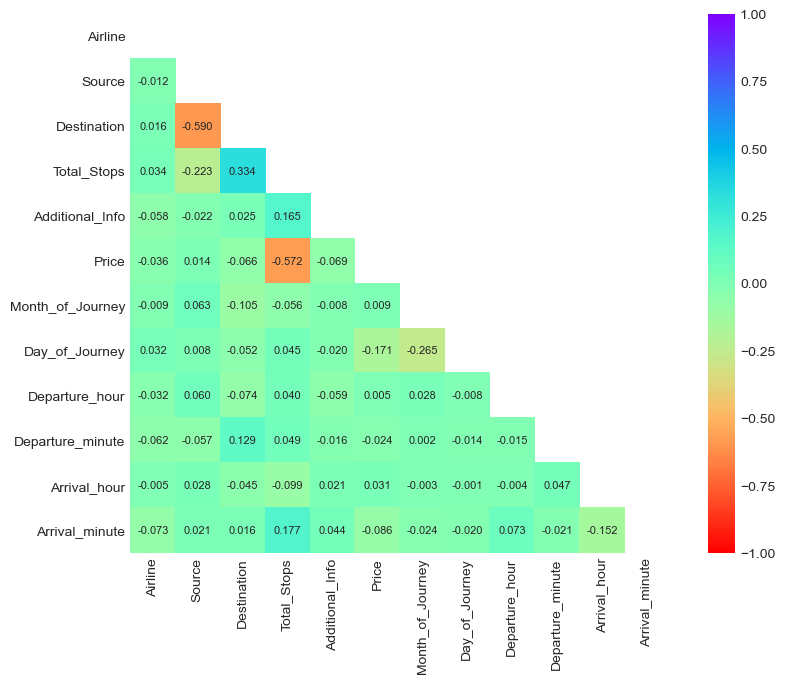 Airline
Source -0.012
Destination 0.016 -0.590
Total_Stops 0.034 -0.223 0.334
Additional_Info -0.058 -0.022 0.025 0.165
Price -0.036 0.014 -0.066 -0.572 -0.069
Month_of_Journey -0.009 0.063 -0.105 -0.056 -0.008 0.009
Day_of_Journey 0.032 0.008 -0.052 0.045 -0.020 -0.171 -0.265
Departure_hour -0.032 0.060 -0.074 0.040 -0.059 0.005 0.028 -0.008
Departure_minute -0.062 -0.057 0.129 0.049 -0.016 -0.024 0.002 -0.014 -0.015
Arrival_hour -0.005 0.028 -0.045 -0.099 0.021 0.031 -0.003 -0.001 -0.004 0.047
Arrival_minute -0.073 0.021 0.016 0.177 0.044 -0.086 -0.024 -0.020 0.073 -0.021 -0.152
Airline
Source
Destination
Total_Stops
Additional_Info
Price
Month_of_Journey
Day_of_Journey
Departure_hour
Departure_minute
Arrival_hour
Arrival_minute
1.00
0.75
0.50
0.25
0.00
−0.25
−0.50
−0.75
−1.00